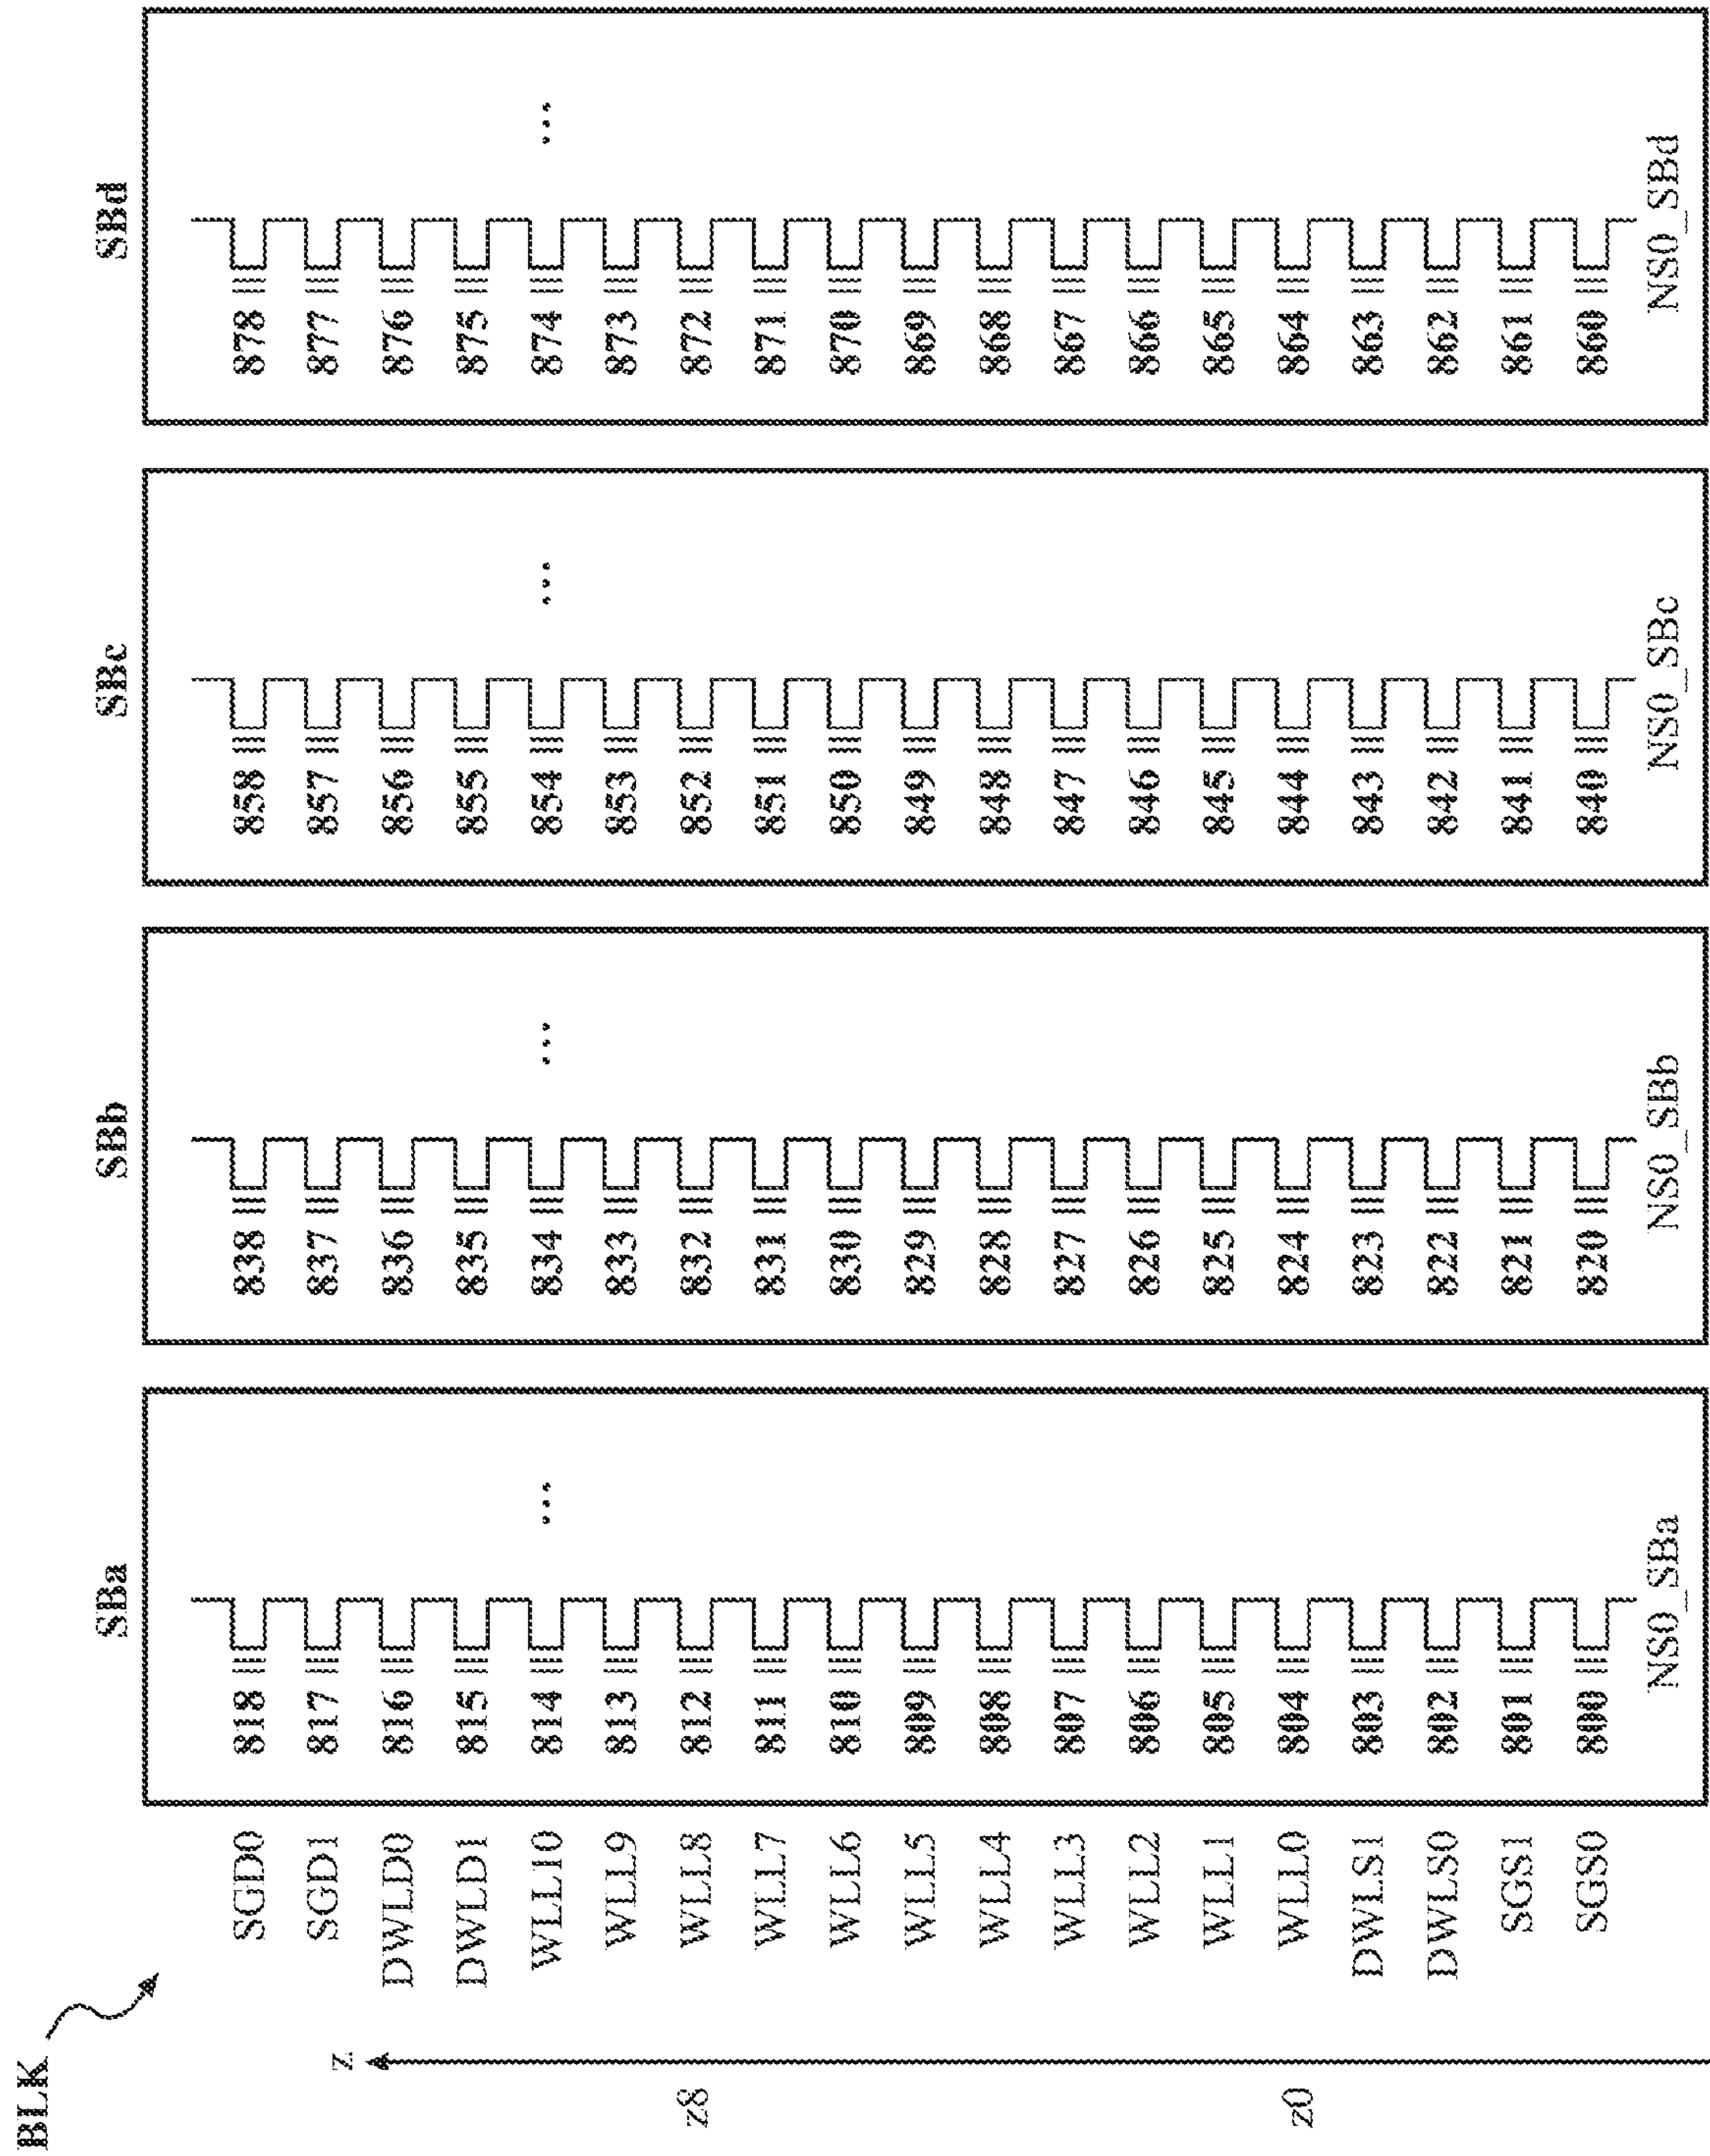 BLK
SBa SBb SBc SBd
SGD0 818 838 858 878
SGD1 817 837 857 877
DWLD0 816 836 856 876
DWLD1 815 835 855 875
WLL10 814 ... 834 ... 854 ... 874 ...
WLL9 813 833 853 873
WLL8 812 832 852 872
WLL7 811 831 851 871
WLL6 810 830 850 870
WLL5 809 829 849 869
WLL4 808 828 848 868
WLL3 807 827 847 867
WLL2 806 826 846 866
WLL1 805 825 845 865
WLL0 804 824 844 864
DWLS1 803 823 843 863
DWLS0 802 822 842 862
SGS1 801 821 841 861
SGS0 800 820 840 860
NS0_SBa NS0_SBb NS0_SBc NS0_SBd
z
z8
z0